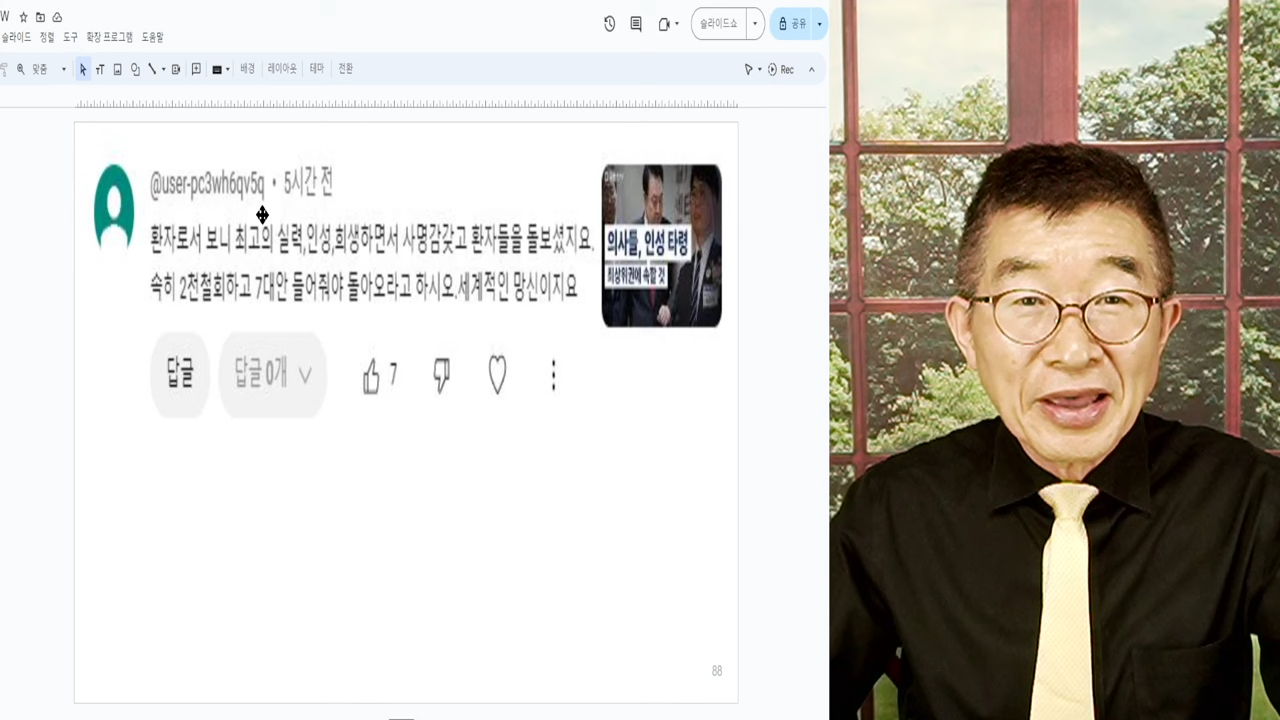 W
슬라이드 정렬 도구 확장 프로그램 도움말
슬라이드쇼
공유
맞춤
배경 레이아웃 테마 전환
Rec
@user-pc3wh6qv5q • 5시간 전
환자로서 보니 최고의 실력,인성,희생하면서 사명감갖고 환자들을 돌보셨지요.
속히 2천철회하고 7대안 들어줘야 돌아오라고 하시오.세계적인 망신이지요
의사들, 인성 타령
최상위권에 속할 것
답글
답글 0개
7
88